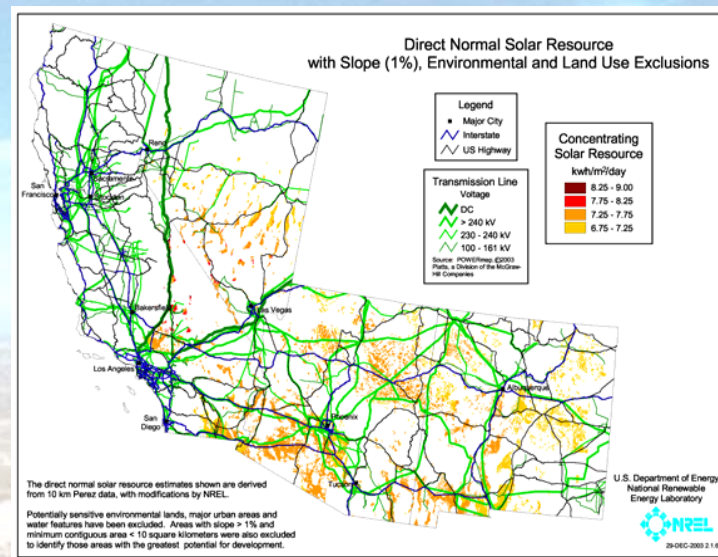 Direct Normal Solar Resource
with Slope (1%), Environmental and Land Use Exclusions
Legend
Major City
Interstate
US Highway
Concentrating
Solar Resource
kwh/m²/day
8.25 - 9.00
7.75 - 8.25
7.25 - 7.75
6.75 - 7.25
Transmission Line
Voltage
DC
> 240 kV
230 - 240 kV
100 - 161 kV
Source: POWERmap, ©2003
Platts, a Division of the McGraw-
Hill Companies
Reno
Sacramento
San
Francisco
Stockton
Bakersfield
Las Vegas
Los Angeles
Albuquerque
San
Diego
Phoenix
Tucson
The direct normal solar resource estimates shown are derived
from 10 km Perez data, with modifications by NREL.
Potentially sensitive environmental lands, major urban areas and
water features have been excluded. Areas with slope > 1% and
minimum contiguous area < 10 square kilometers were also excluded
to identify those areas with the greatest potential for development.
U.S. Department of Energy
National Renewable
Energy Laboratory
NREL
29-DEC-2003 2.1.6